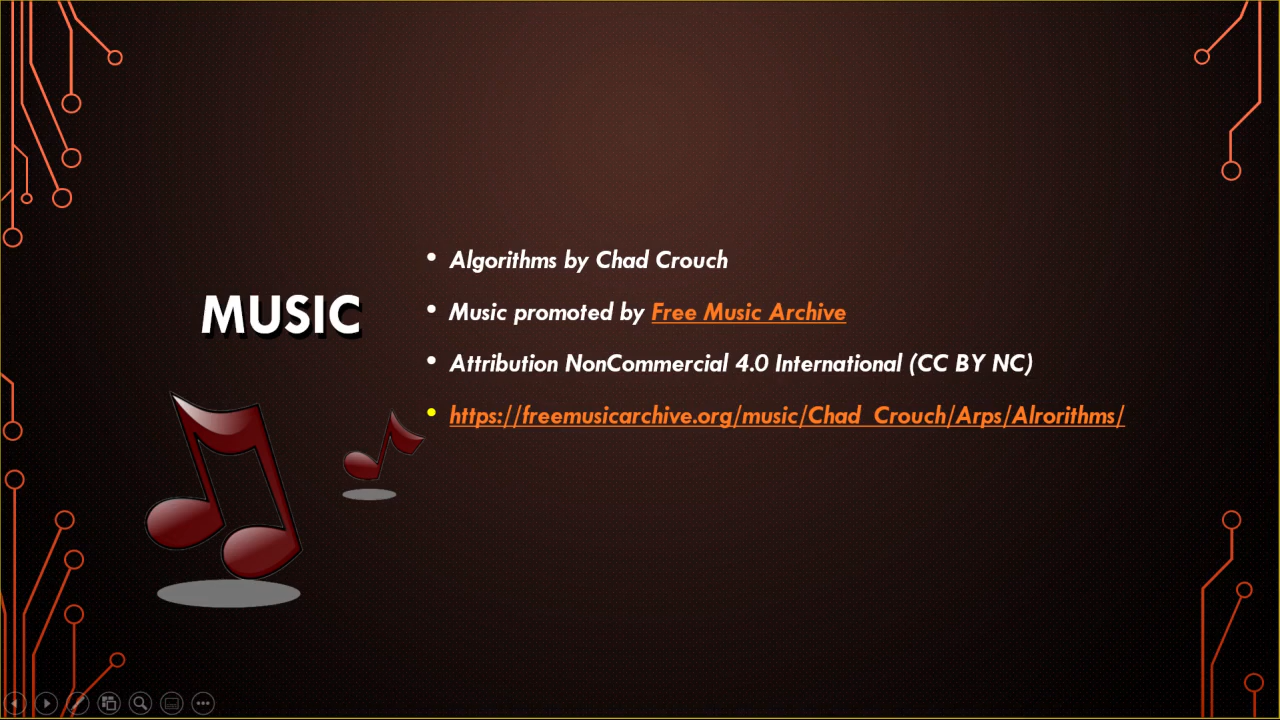 MUSIC
• Algorithms by Chad Crouch
• Music promoted by Free Music Archive
• Attribution NonCommercial 4.0 International (CC BY NC)
• https://freemusicarchive.org/music/Chad_Crouch/Arps/Alrorithms/